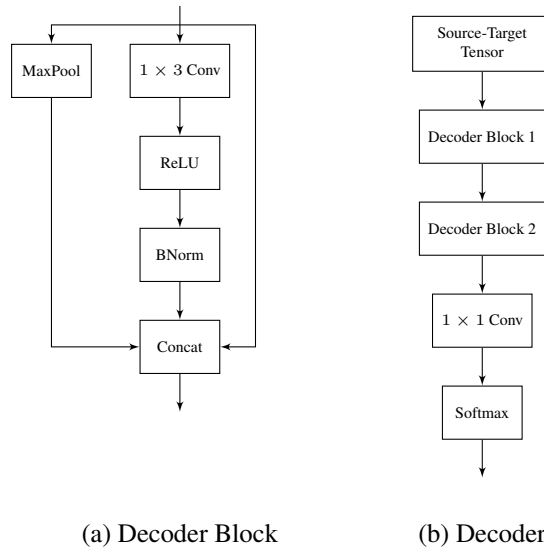 MaxPool
1 × 3 Conv
ReLU
BNorm
Concat
(a) Decoder Block
Source-Target
Tensor
Decoder Block 1
Decoder Block 2
1 × 1 Conv
Softmax
(b) Decoder